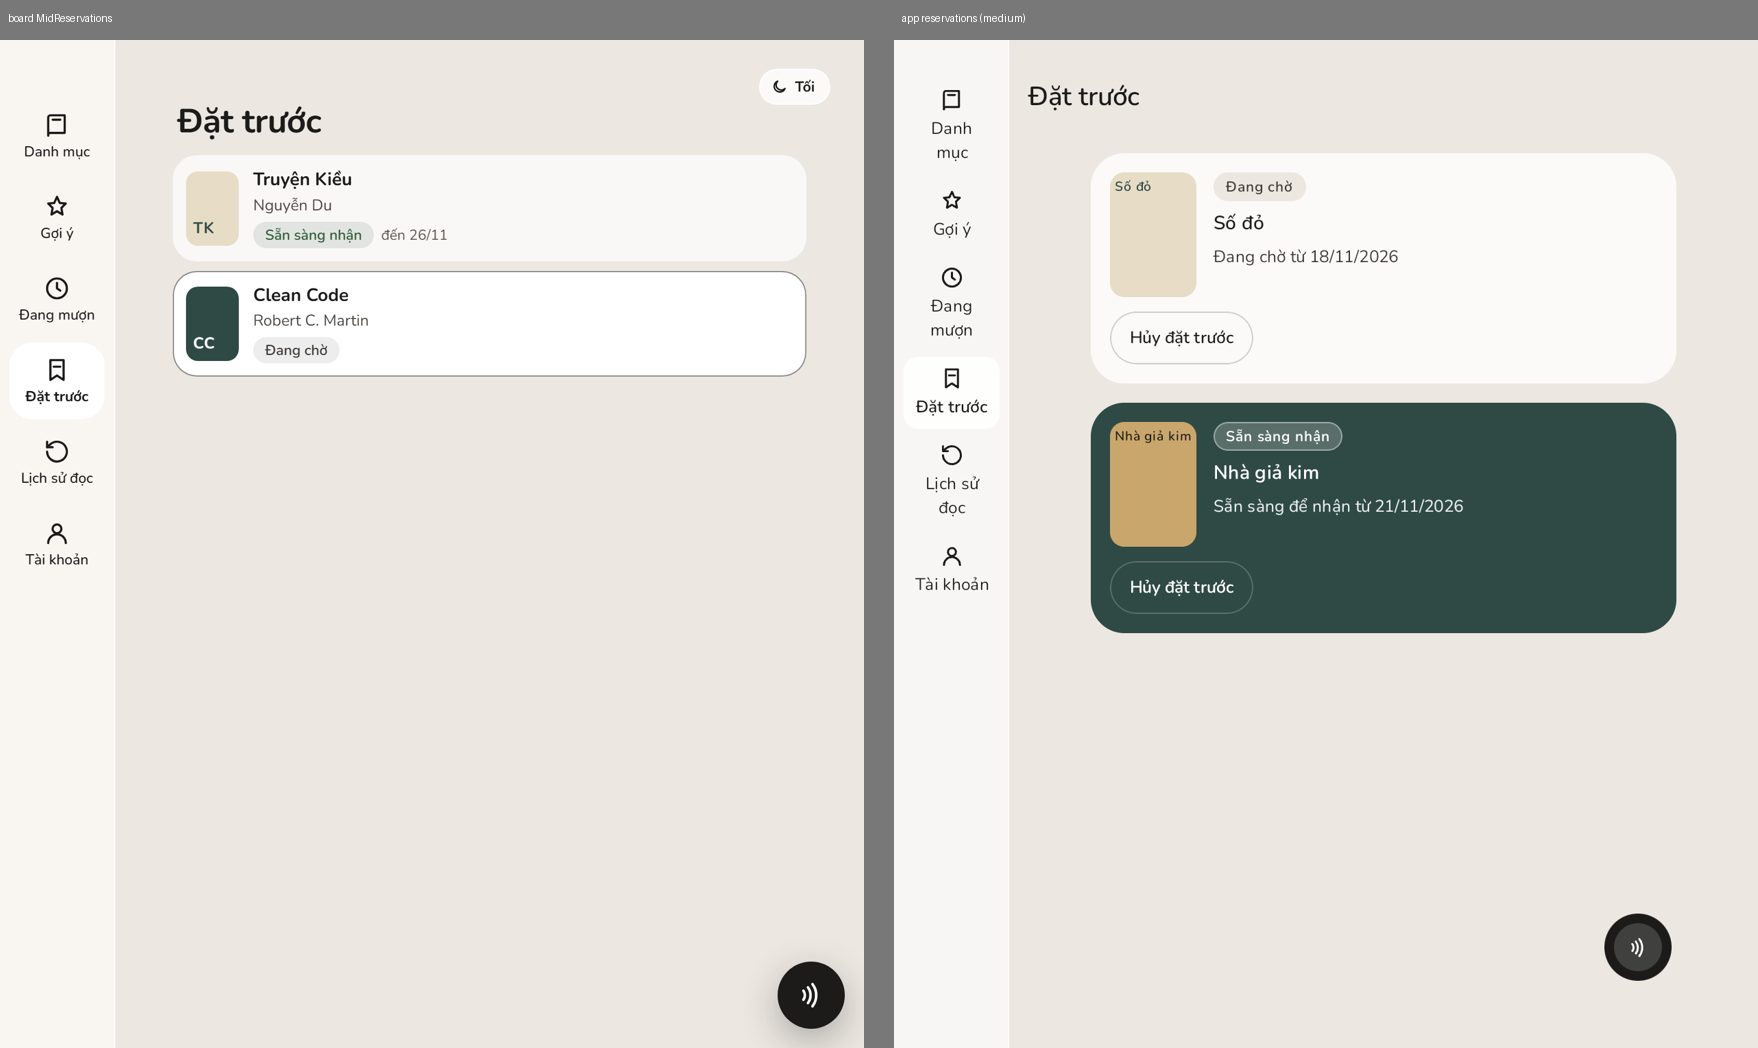 board MidReservations
Danh mục
Gợi ý
Đang mượn
Đặt trước
Lịch sử đọc
Tài khoản
Tối
Đặt trước
TK
Truyện Kiều
Nguyễn Du
Sẵn sàng nhận đến 26/11
CC
Clean Code
Robert C. Martin
Đang chờ
app reservations (medium)
Danh
mục
Gợi ý
Đang
mượn
Đặt trước
Lịch sử
đọc
Tài khoản
Đặt trước
Số đỏ
Đang chờ
Số đỏ
Đang chờ từ 18/11/2026
Hủy đặt trước
Nhà giả kim
Sẵn sàng nhận
Nhà giả kim
Sẵn sàng để nhận từ 21/11/2026
Hủy đặt trước